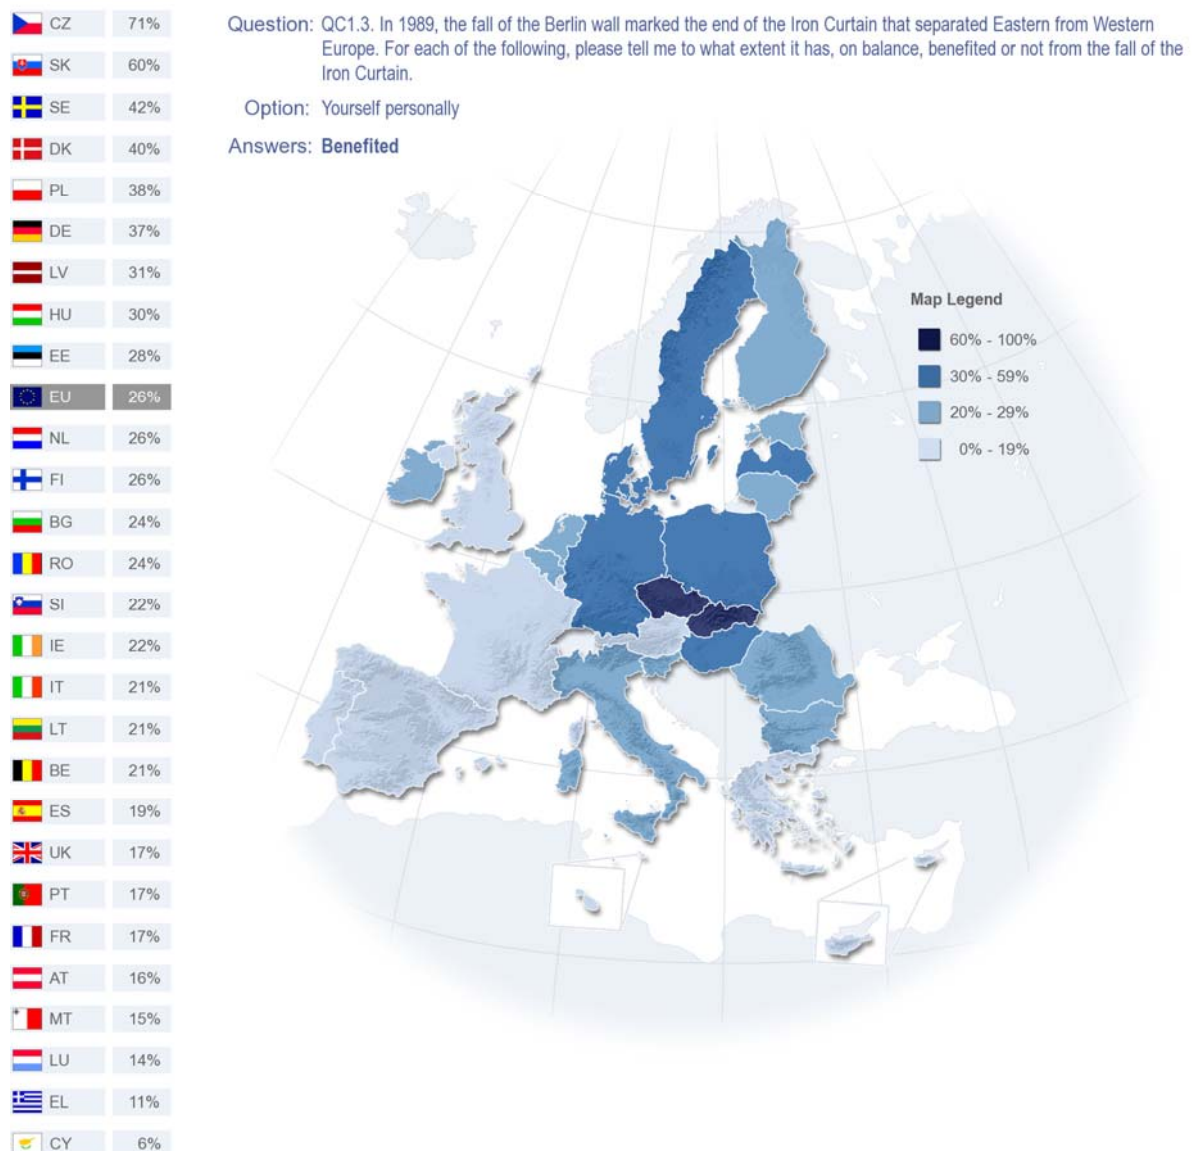 Question: QC1.3. In 1989, the fall of the Berlin wall marked the end of the Iron Curtain that separated Eastern from Western
Europe. For each of the following, please tell me to what extent it has, on balance, benefited or not from the fall of the
Iron Curtain.
Option: Yourself personally
Answers: Benefited
CZ 71%
SK 60%
SE 42%
DK 40%
PL 38%
DE 37%
LV 31%
HU 30%
EE 28%
EU 26%
NL 26%
FI 26%
BG 24%
RO 24%
SI 22%
IE 22%
IT 21%
LT 21%
BE 21%
ES 19%
UK 17%
PT 17%
FR 17%
AT 16%
MT 15%
LU 14%
EL 11%
CY 6%
Map Legend
60% - 100%
30% - 59%
20% - 29%
0% - 19%